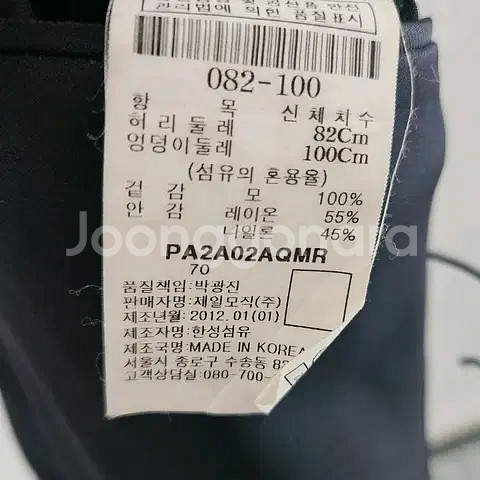 관리법에 의한 품질표시
082-100
항 목 신체치수
허리둘레 82Cm
엉덩이둘레 100Cm
(섬유의 혼용율)
겉감 모 100%
안감 레이온 55%
나일론 45%
Joonggonara
PA2A02AQMR
70
품질책임:박광진
판매자명:제일모직(주)
제조년월:2012.01(01)
제조자명:한성섬유
제조국명:MADE IN KOREA
서울시 종로구 수송동
고객상담실:080-700-